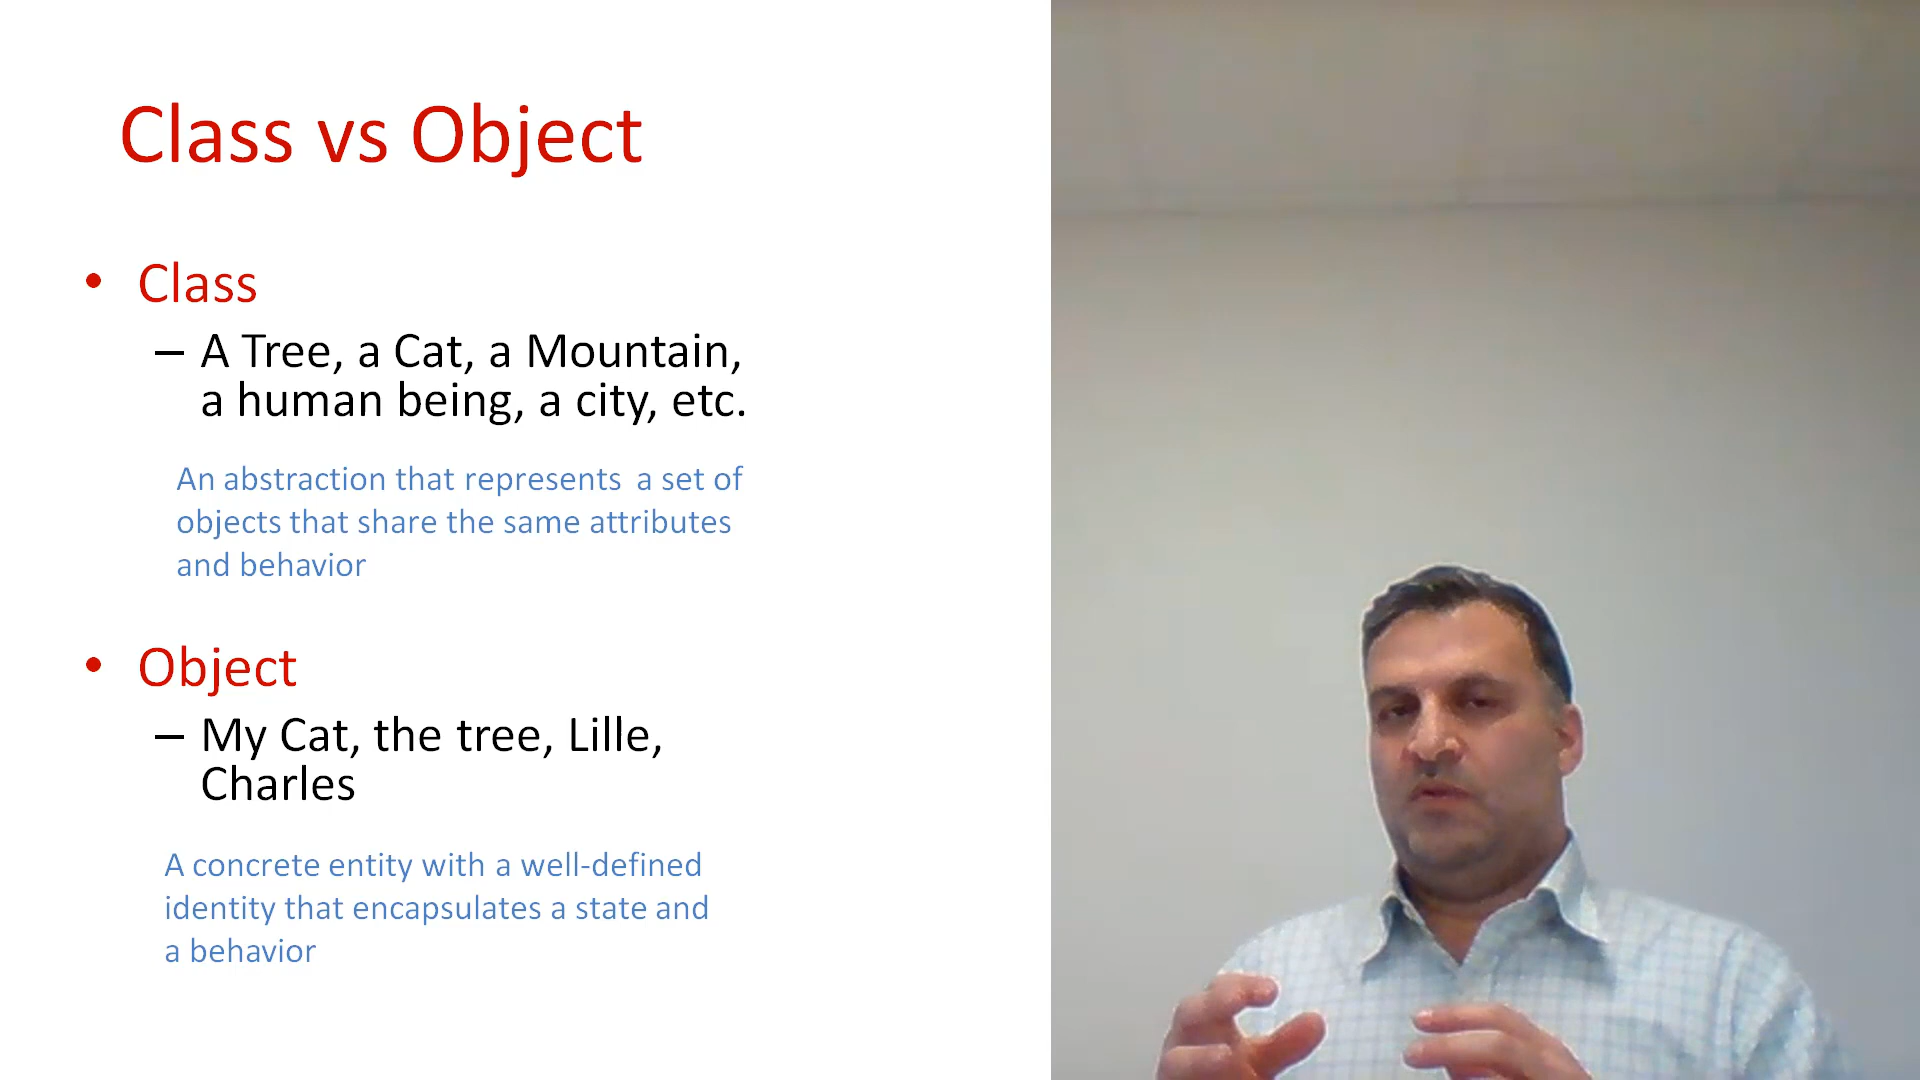 Class vs Object
• Class
– A Tree, a Cat, a Mountain,
a human being, a city, etc.
An abstraction that represents a set of
objects that share the same attributes
and behavior
• Object
– My Cat, the tree, Lille,
Charles
A concrete entity with a well-defined
identity that encapsulates a state and
a behavior